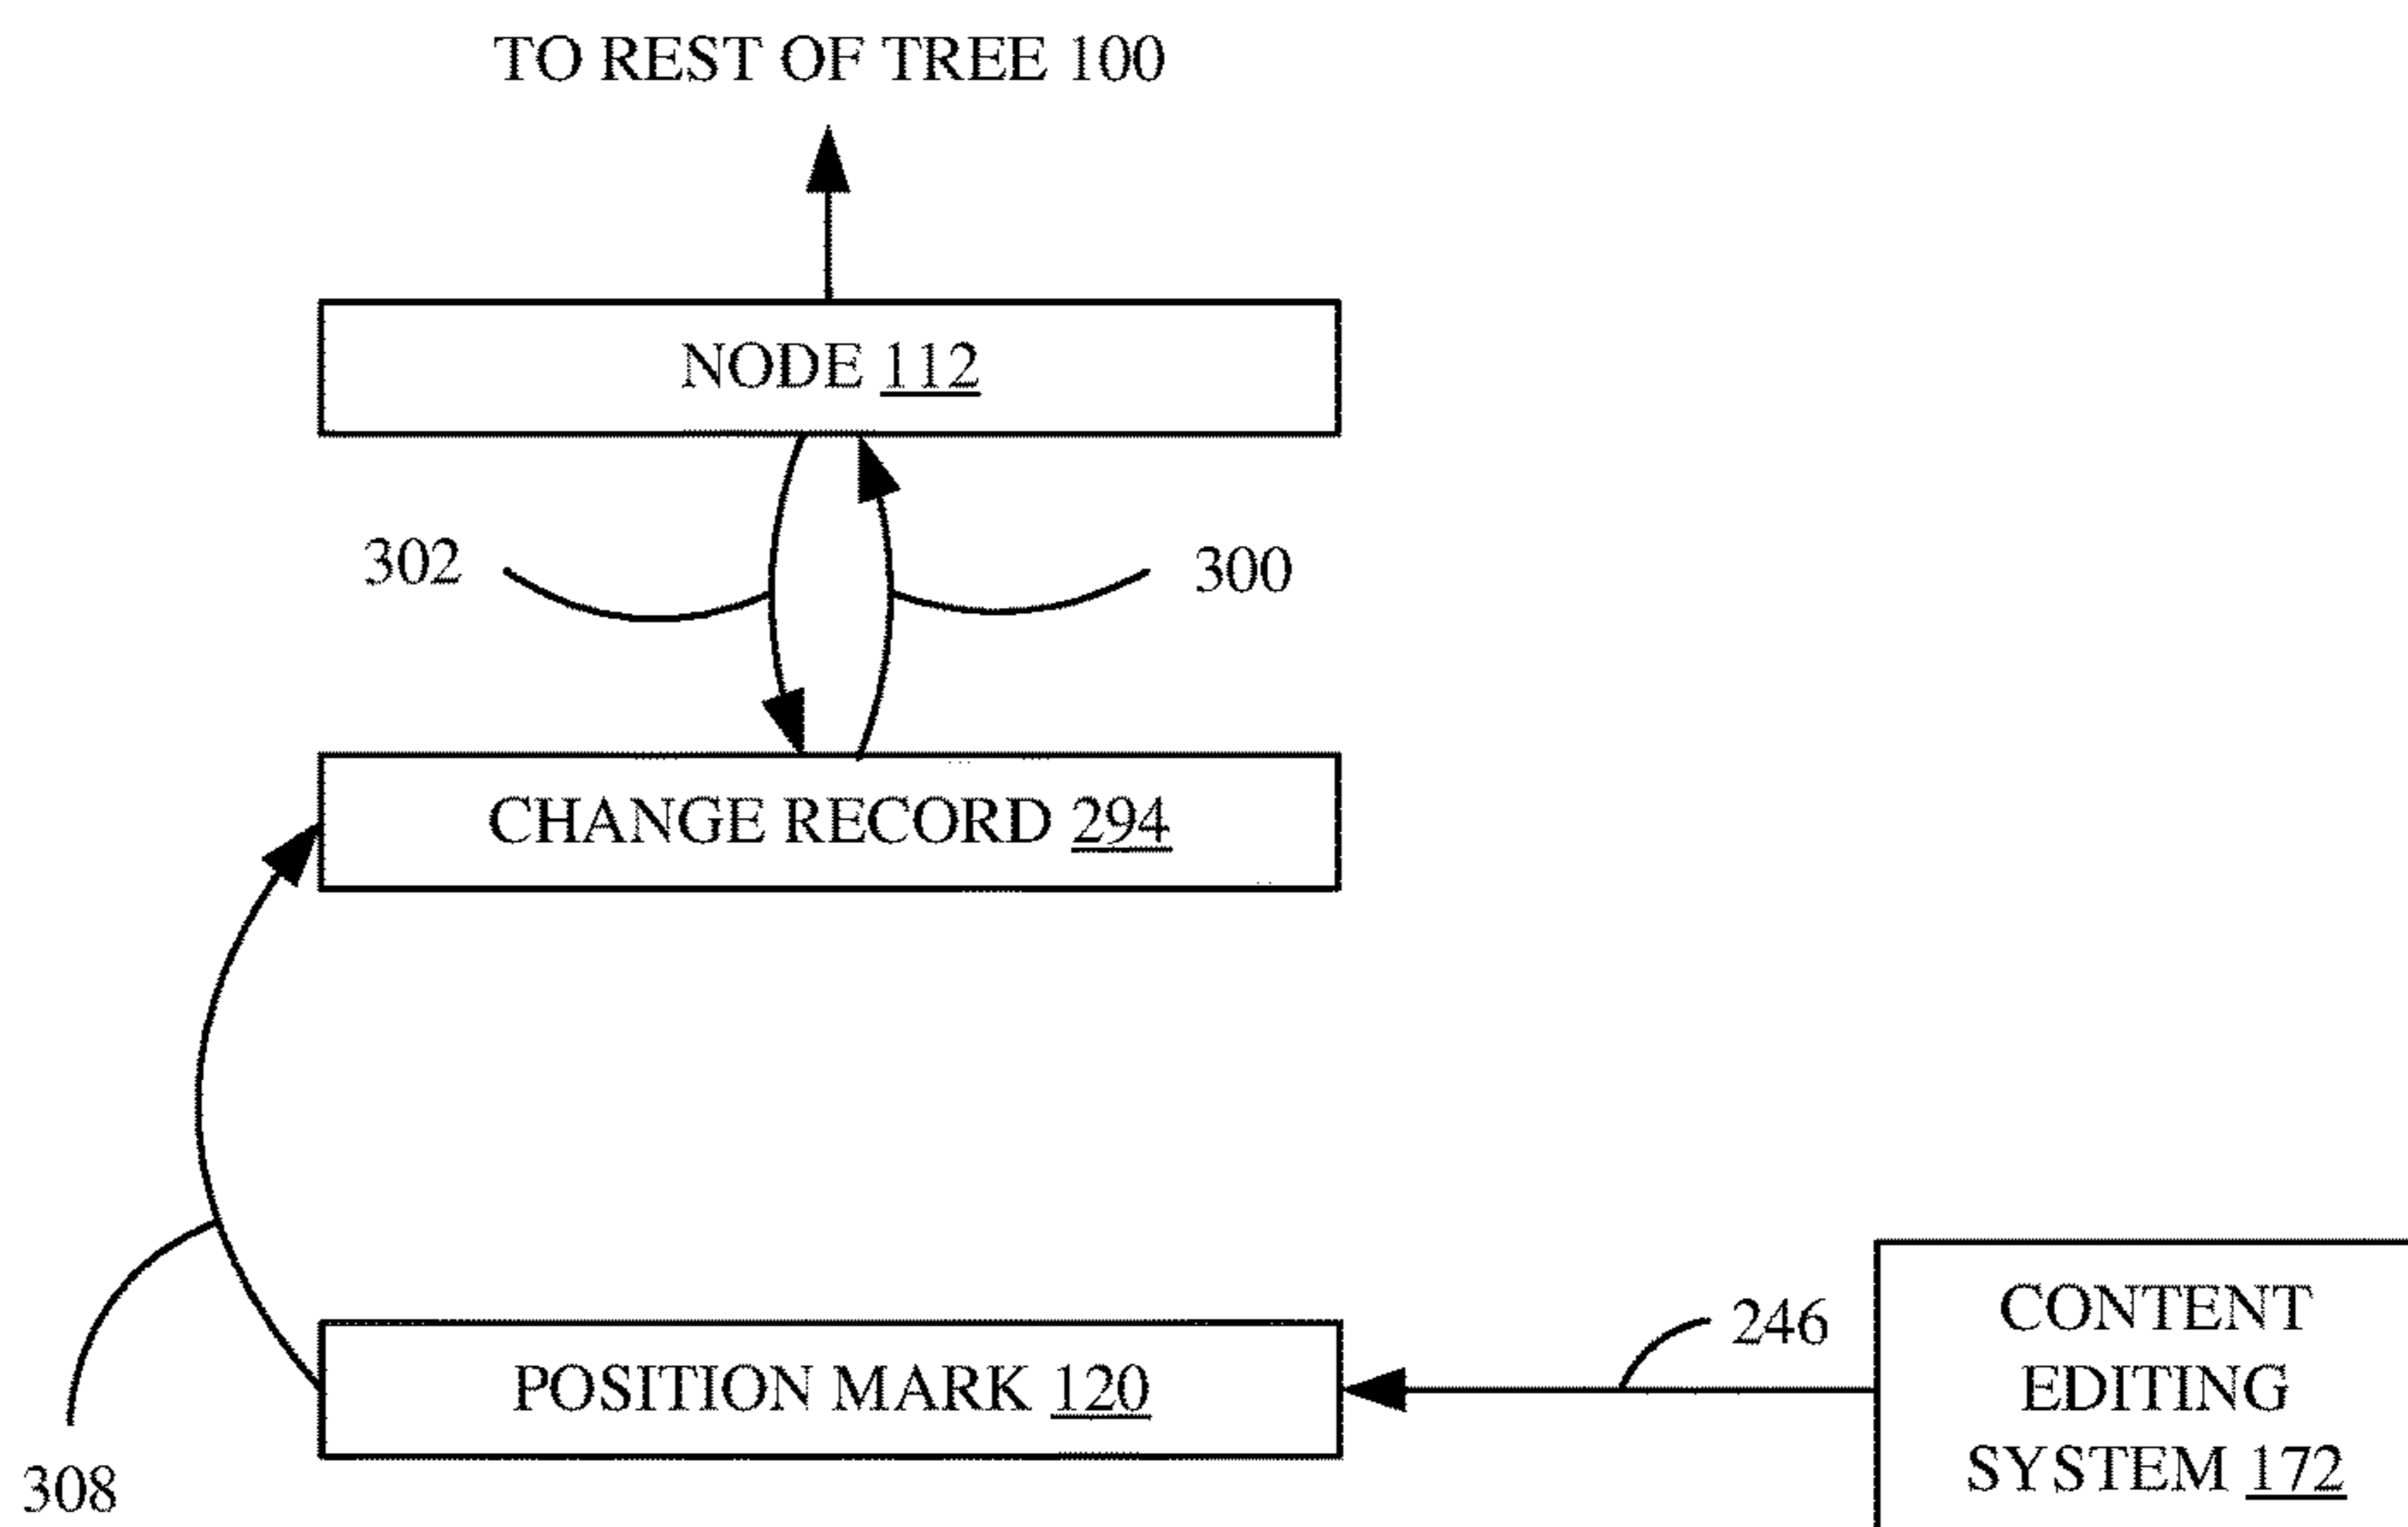 TO REST OF TREE 100
NODE 112
302
300
CHANGE RECORD 294
POSITION MARK 120
246
CONTENT
EDITING
SYSTEM 172
308